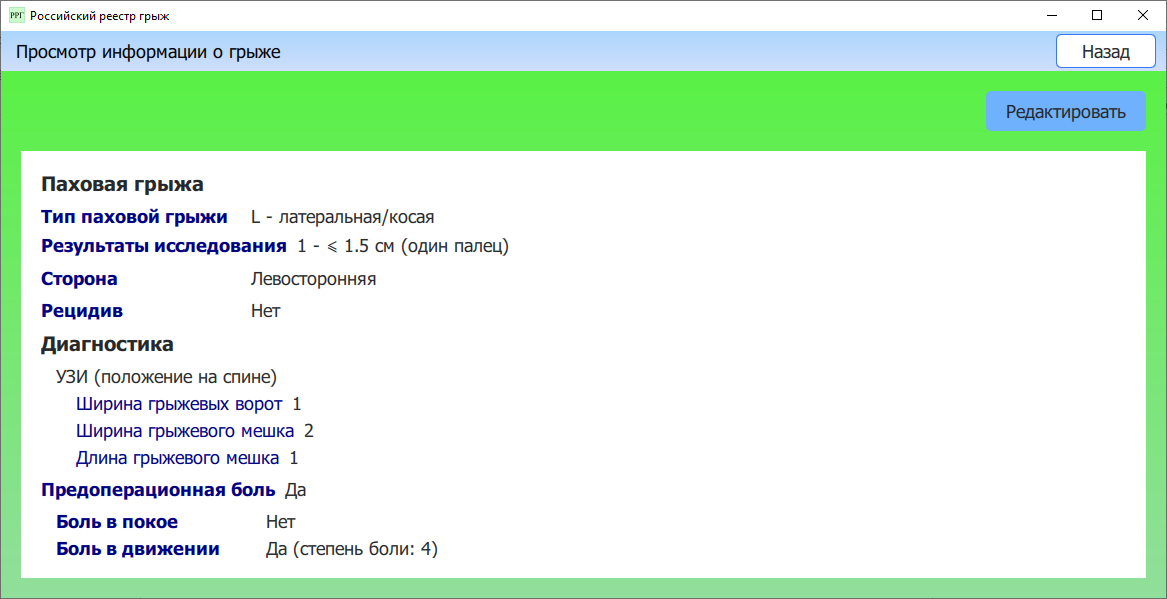 РРГ Российский реестр грыж
Просмотр информации о грыже Назад
Редактировать
Паховая грыжа
Тип паховой грыжи L - латеральная/косая
Результаты исследования 1 - ⩽ 1.5 см (один палец)
Сторона Левосторонняя
Рецидив Нет
Диагностика
УЗИ (положение на спине)
Ширина грыжевых ворот 1
Ширина грыжевого мешка 2
Длина грыжевого мешка 1
Предоперационная боль Да
Боль в покое Нет
Боль в движении Да (степень боли: 4)